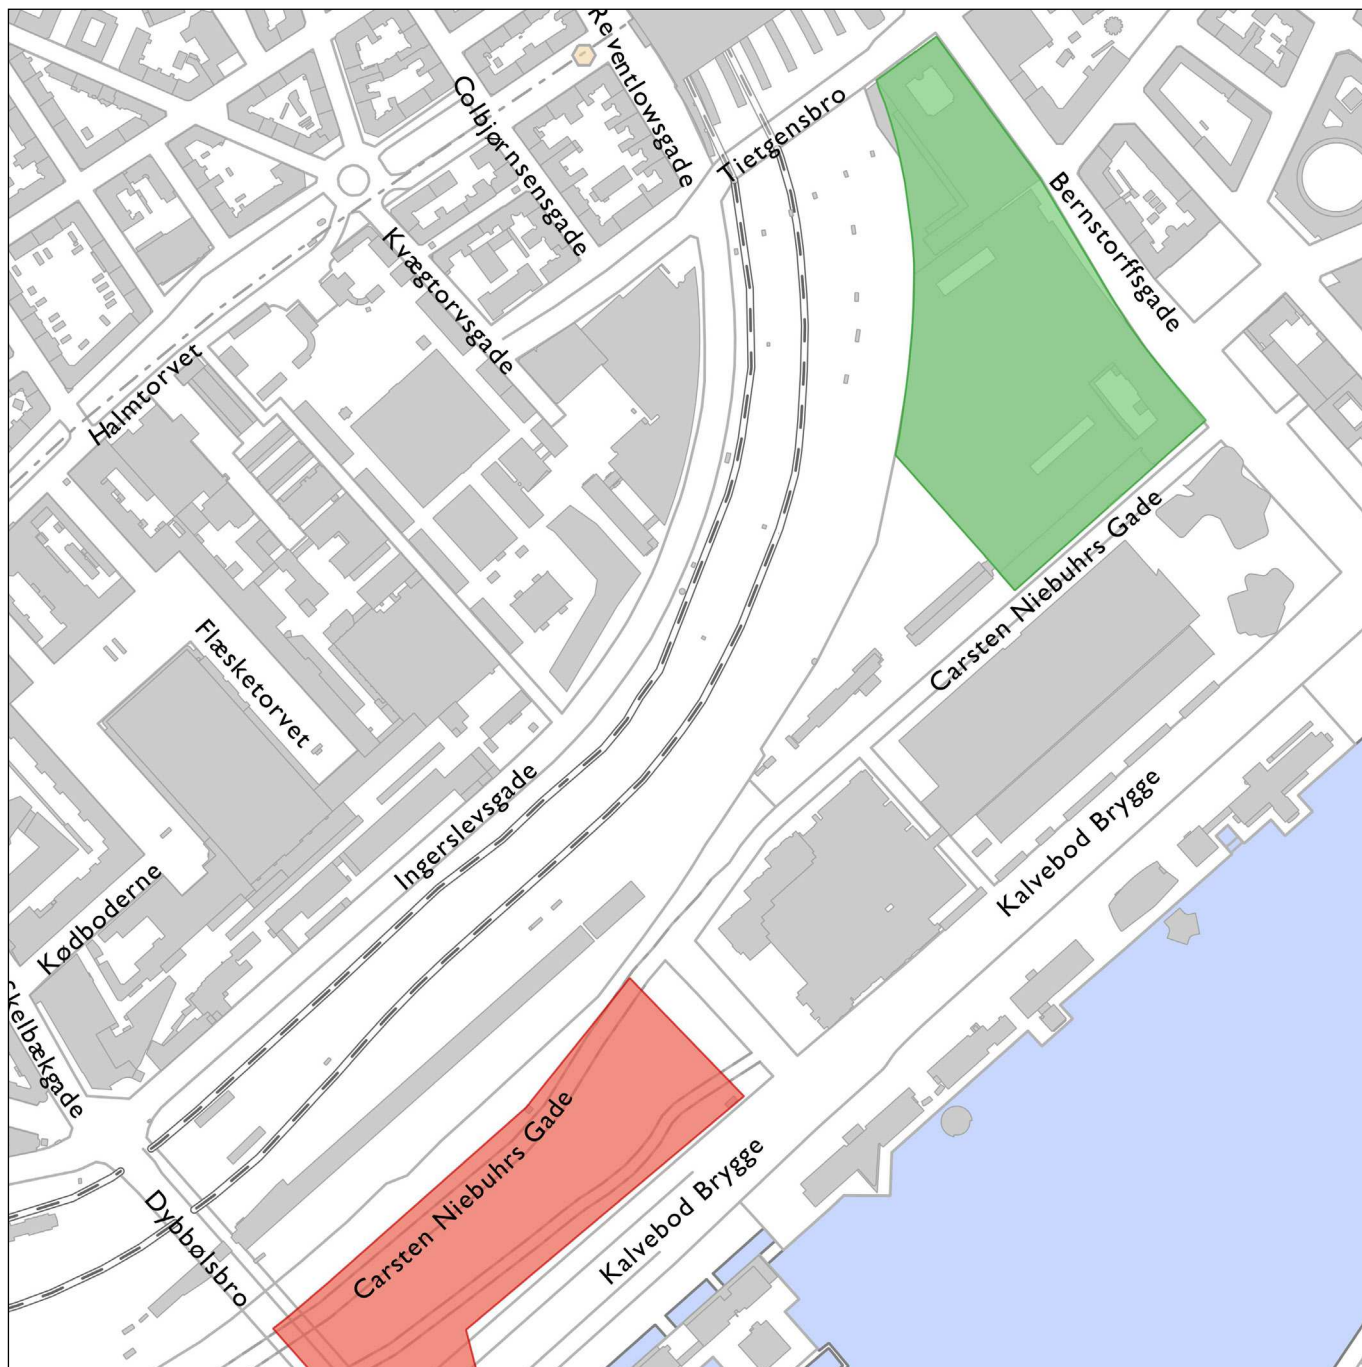 Reventlowsgade
Colbjørnsensgade
Tietgensbro
Bernstorffsgade
Kvægtorvsgade
Halmtorvet
Carsten Niebuhrs Gade
Flæsketorvet
Ingerslevsgade
Kalvebod Brygge
Kødboderne
Skelbækgade
Carsten Niebuhrs Gade
Kalvebod Brygge
Dybbølsbro